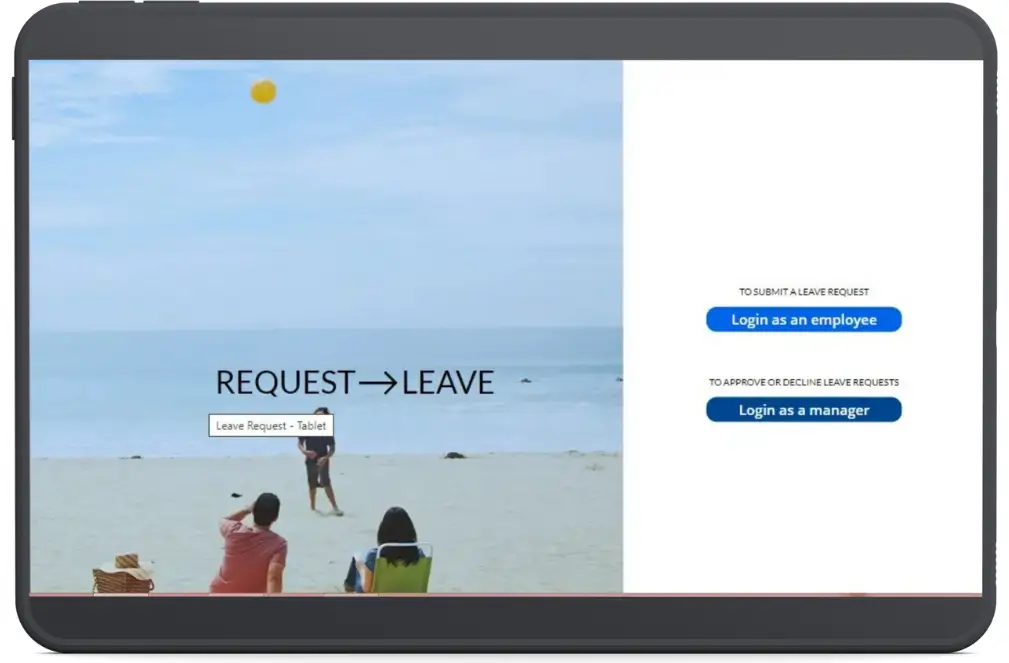 REQUEST→LEAVE
Leave Request - Tablet
TO SUBMIT A LEAVE REQUEST
Login as an employee
TO APPROVE OR DECLINE LEAVE REQUESTS
Login as a manager